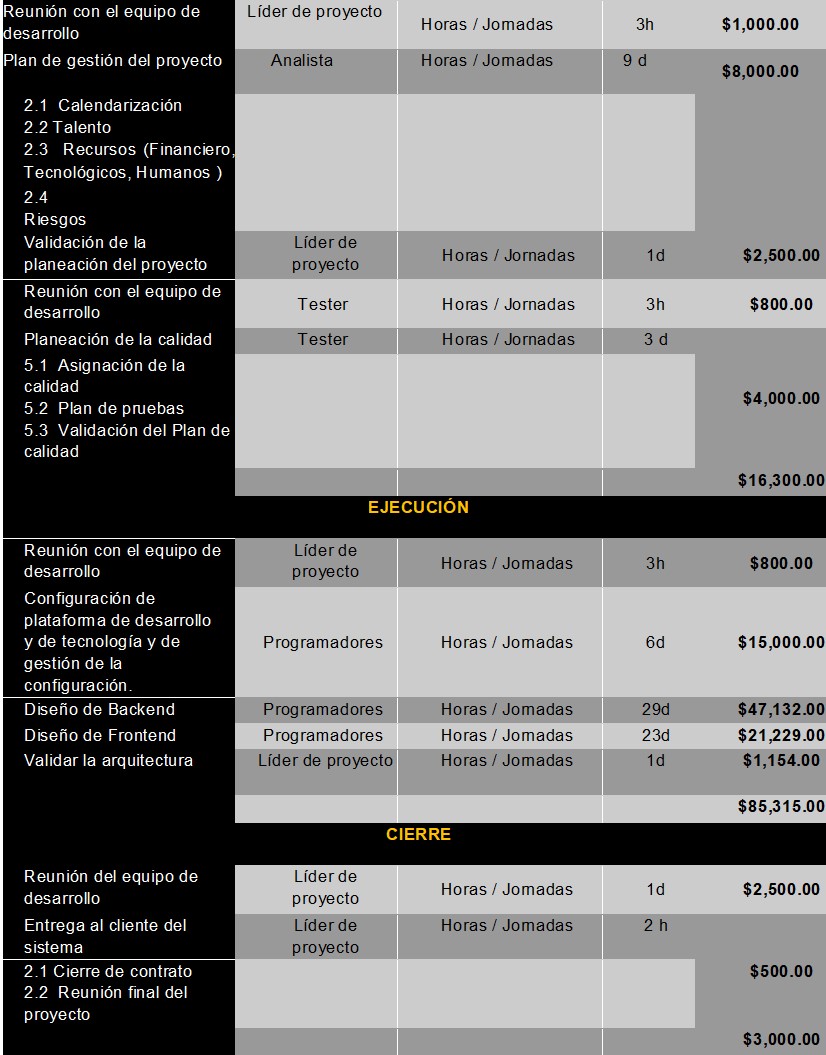 Reunión con el equipo de desarrollo Líder de proyecto Horas / Jomadas 3h $1,000.00
Plan de gestión del proyecto Analista Horas / Jomadas 9 d $8,000.00
2.1 Calendarización
2.2 Talento
2.3 Recursos (Financiero,
Tecnológicos, Humanos )
2.4
Riesgos
Validación de la planeación del proyecto Líder de proyecto Horas / Jornadas 1d $2,500.00
Reunión con el equipo de desarrollo Tester Horas / Jornadas 3h $800.00
Planeación de la calidad Tester Horas / Jornadas 3 d
5.1 Asignación de la
calidad
5.2 Plan de pruebas
$4,000.00
5.3 Validación del Plan de
calidad
$16,300.00
EJECUCIÓN
Reunión con el equipo de desarrollo Líder de proyecto Horas / Jomadas 3h $800.00
Configuración de
plataforma de desarrollo
y de tecnología y de Programadores Horas / Jomadas 6d $15,000.00
gestión de la
configuración.
Diseño de Backend Programadores Horas / Jomadas 29d $47,132.00
Diseño de Frontend Programadores Horas / Jomadas 23d $21,229.00
Validar la arquitectura Líder de proyecto Horas / Jomadas 1d $1,154.00
$85,315.00
CIERRE
Reunión del equipo de desarrollo Líder de proyecto Horas / Jomadas 1d $2,500.00
Entrega al cliente del sistema Líder de proyecto Horas / Jomadas 2 h
2.1 Cierre de contrato $500.00
2.2 Reunión final del
proyecto
$3,000.00